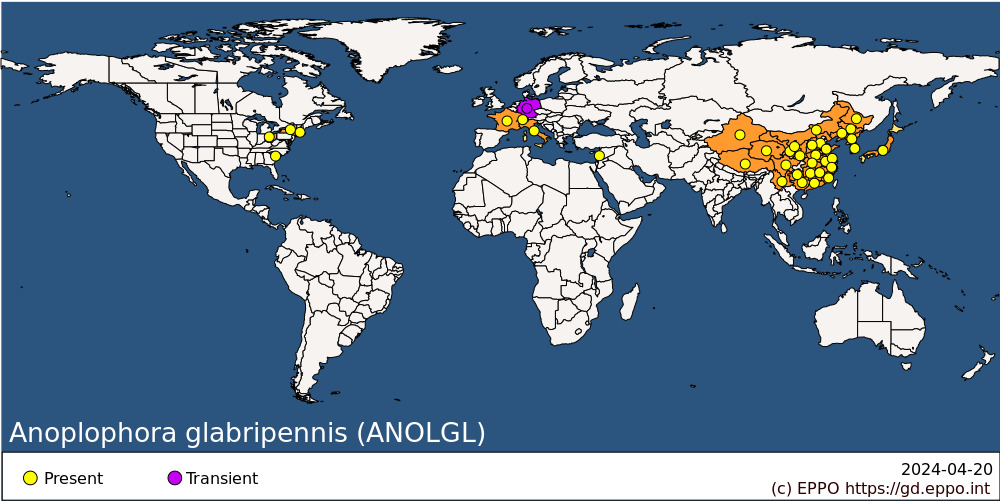 Anoplophora glabripennis (ANOLGL)
Present
Transient
2024-04-20
(c) EPPO https://gd.eppo.int